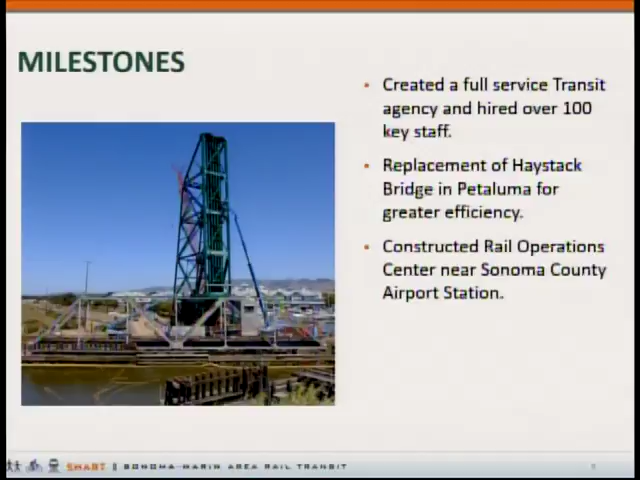 MILESTONES
Created a full service Transit
agency and hired over 100
key staff.
Replacement of Haystack
Bridge in Petaluma for
greater efficiency.
Constructed Rail Operations
Center near Sonoma County
Airport Station.
SMART | SONOMA-MARIN AREA RAIL TRANSIT